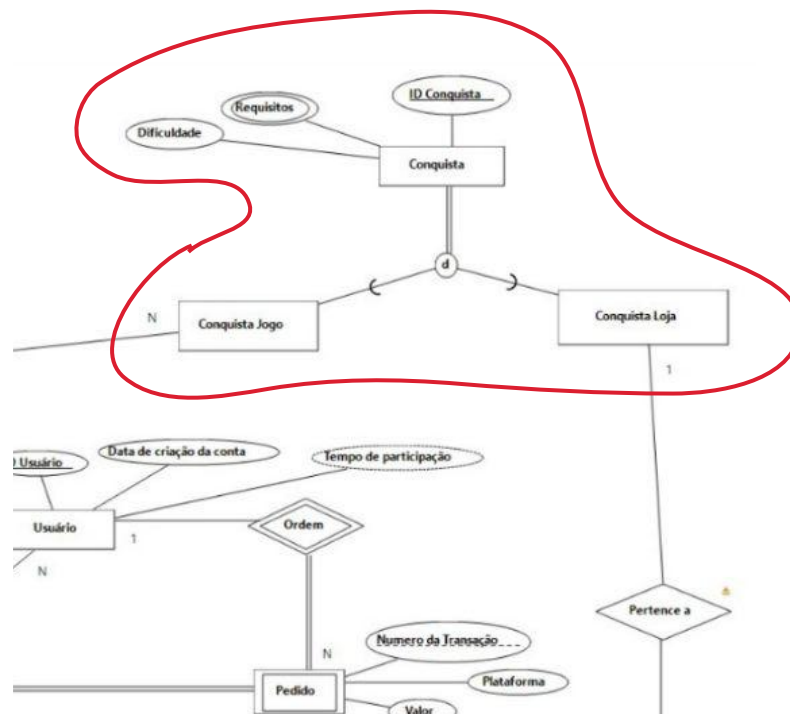 ID Conquista
Requisitos
Dificuldade
Conquista
d
N
Conquista Jogo
Conquista Loja
1
Data de criação da conta
Usuário
Tempo de participação
Usuário
1
Ordem
N
Pertence a
N
Numero da Transação
Plataforma
Pedido
Valor